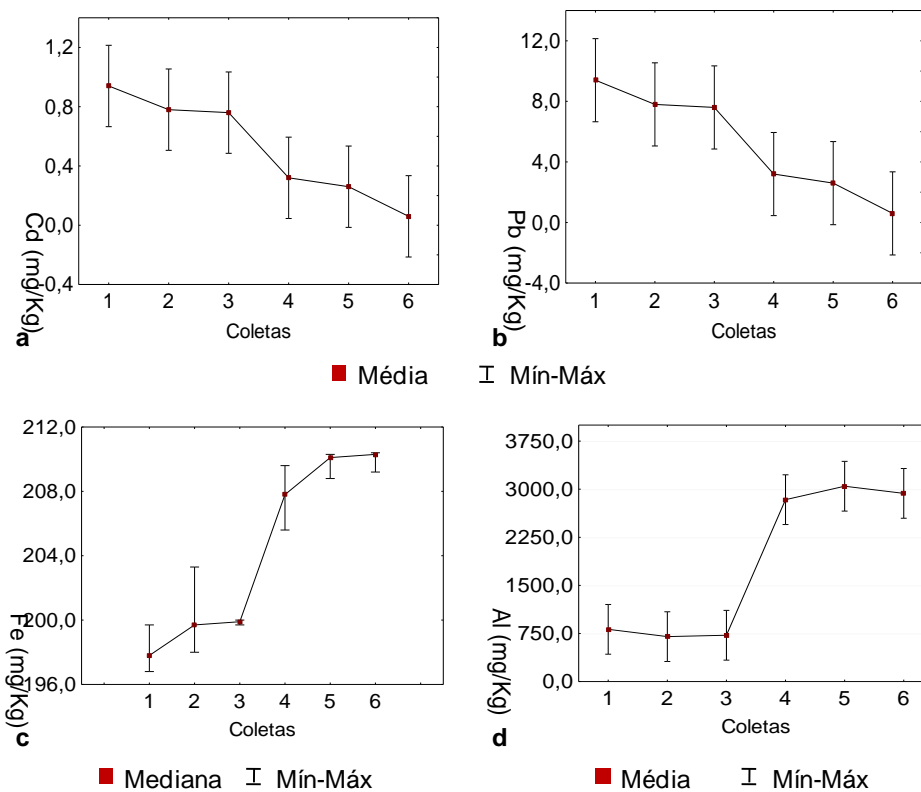 1,2
0,8
0,4
0,0
-0,4
Cd (mg/Kg)
1 2 3 4 5 6
Coletas
a
12,0
8,0
4,0
0,0
-4,0
Pb (mg/Kg)
1 2 3 4 5 6
Coletas
b
Média Mín-Máx
212,0
208,0
204,0
200,0
196,0
Fe (mg/Kg)
1 2 3 4 5 6
Coletas
c
Mediana Mín-Máx
3750,0
3000,0
2250,0
1500,0
750,0
0,0
Al (mg/Kg)
1 2 3 4 5 6
Coletas
d
Média Mín-Máx